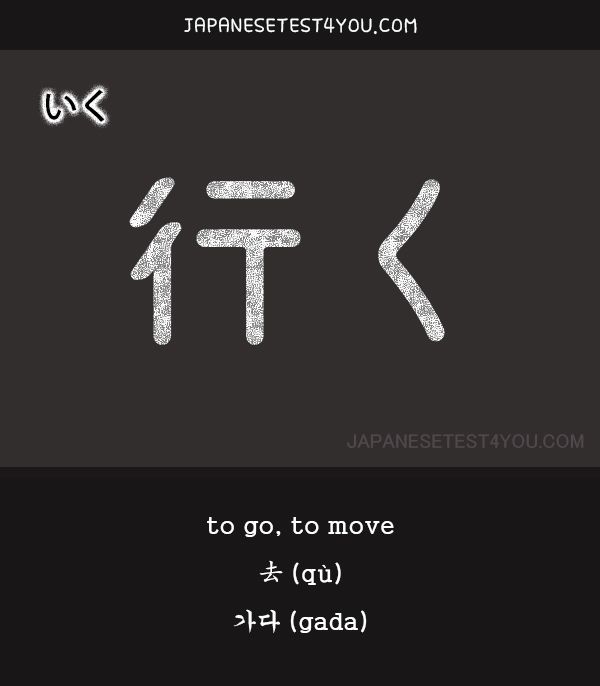 JAPANESETEST4YOU.COM
いく
行く
JAPANESETEST4YOU.COM
to go, to move
去 (qù)
가다 (gada)